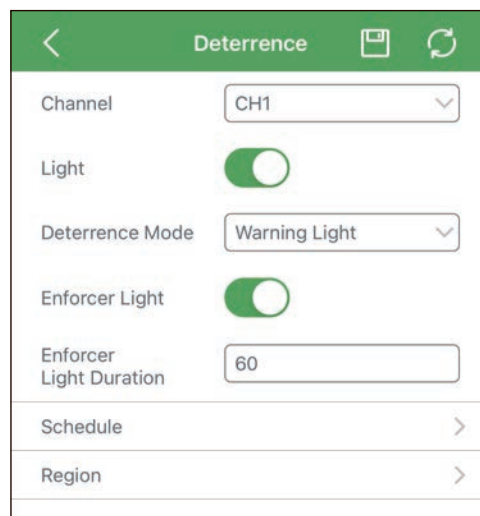 Deterrence
Channel
CH1
Light
Deterrence Mode
Warning Light
Enforcer Light
Enforcer
Light Duration
60
Schedule
Region